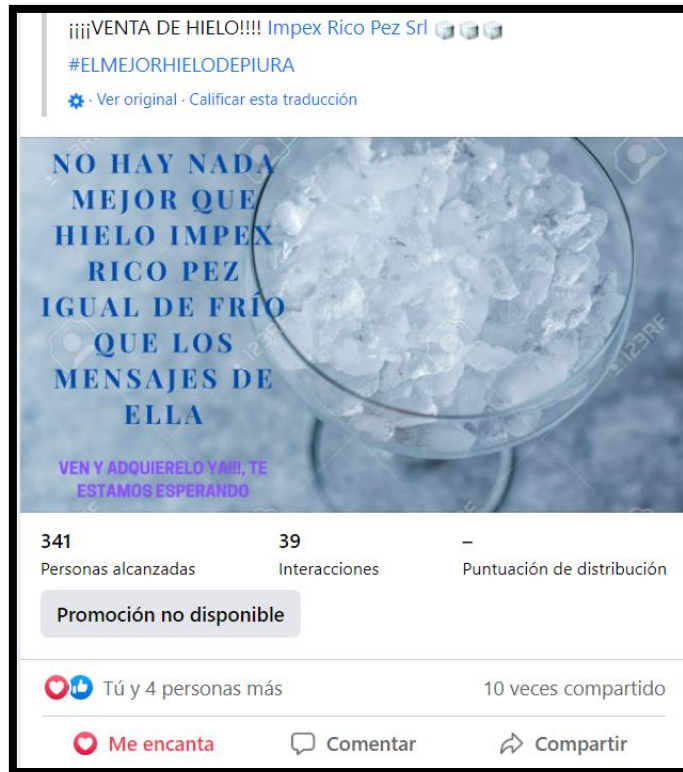 ¡¡¡¡VENTA DE HIELO!!!! Impex Rico Pez Srl 🧊🧊🧊
#ELMEJORHIELODEPIURA
· Ver original · Calificar esta traducción
NO HAY NADA
MEJOR QUE
HIELO IMPEX
RICO PEZ
IGUAL DE FRÍO
QUE LOS
MENSAJES DE
ELLA
VEN Y ADQUIERELO YA!!!, TE
ESTAMOS ESPERANDO
123RF
123RF
341 39 –
Personas alcanzadas Interacciones Puntuación de distribución
Promoción no disponible
Tú y 4 personas más 10 veces compartido
Me encanta Comentar Compartir